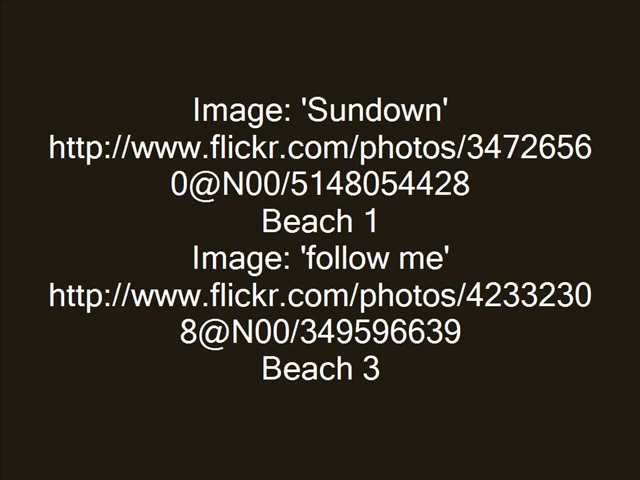 Image: 'Sundown'
http://www.flickr.com/photos/3472656
0@N00/5148054428
Beach 1
Image: 'follow me'
http://www.flickr.com/photos/4233230
8@N00/349596639
Beach 3